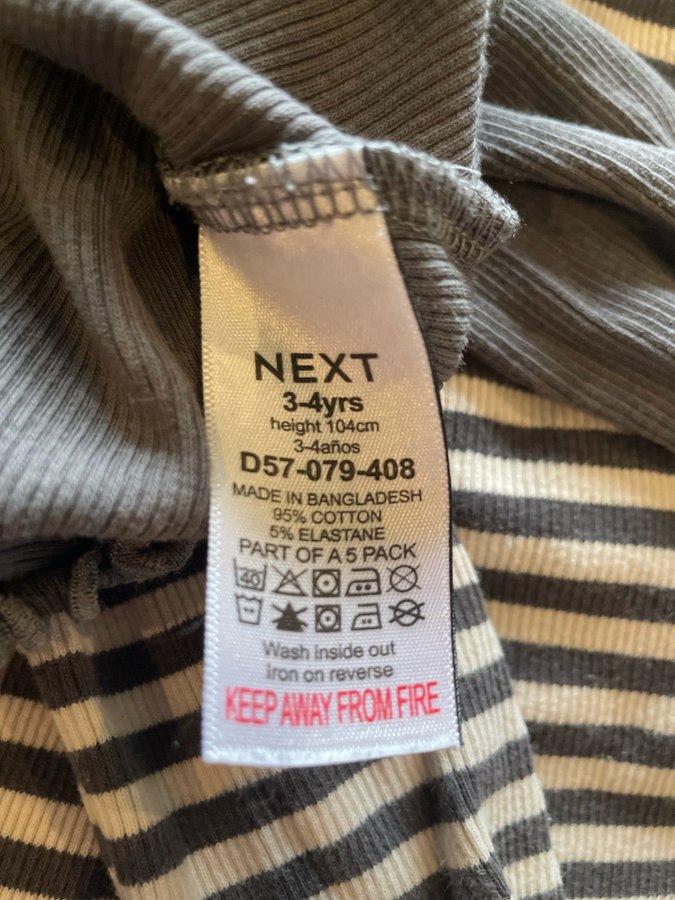 NEXT
3-4yrs
height 104cm
3-4años
D57-079-408
MADE IN BANGLADESH
95% COTTON
5% ELASTANE
PART OF A 5 PACK
40
Wash inside out
Iron on reverse
KEEP AWAY FROM FIRE